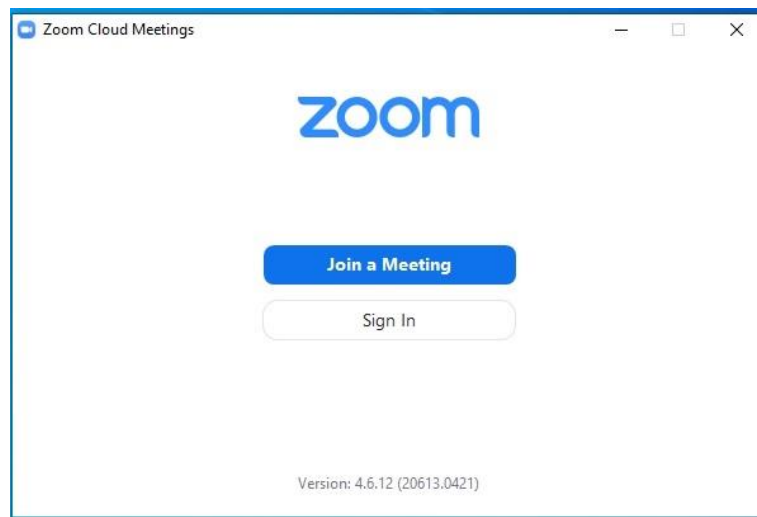 Zoom Cloud Meetings
zoom
Join a Meeting
Sign In
Version: 4.6.12 (20613.0421)